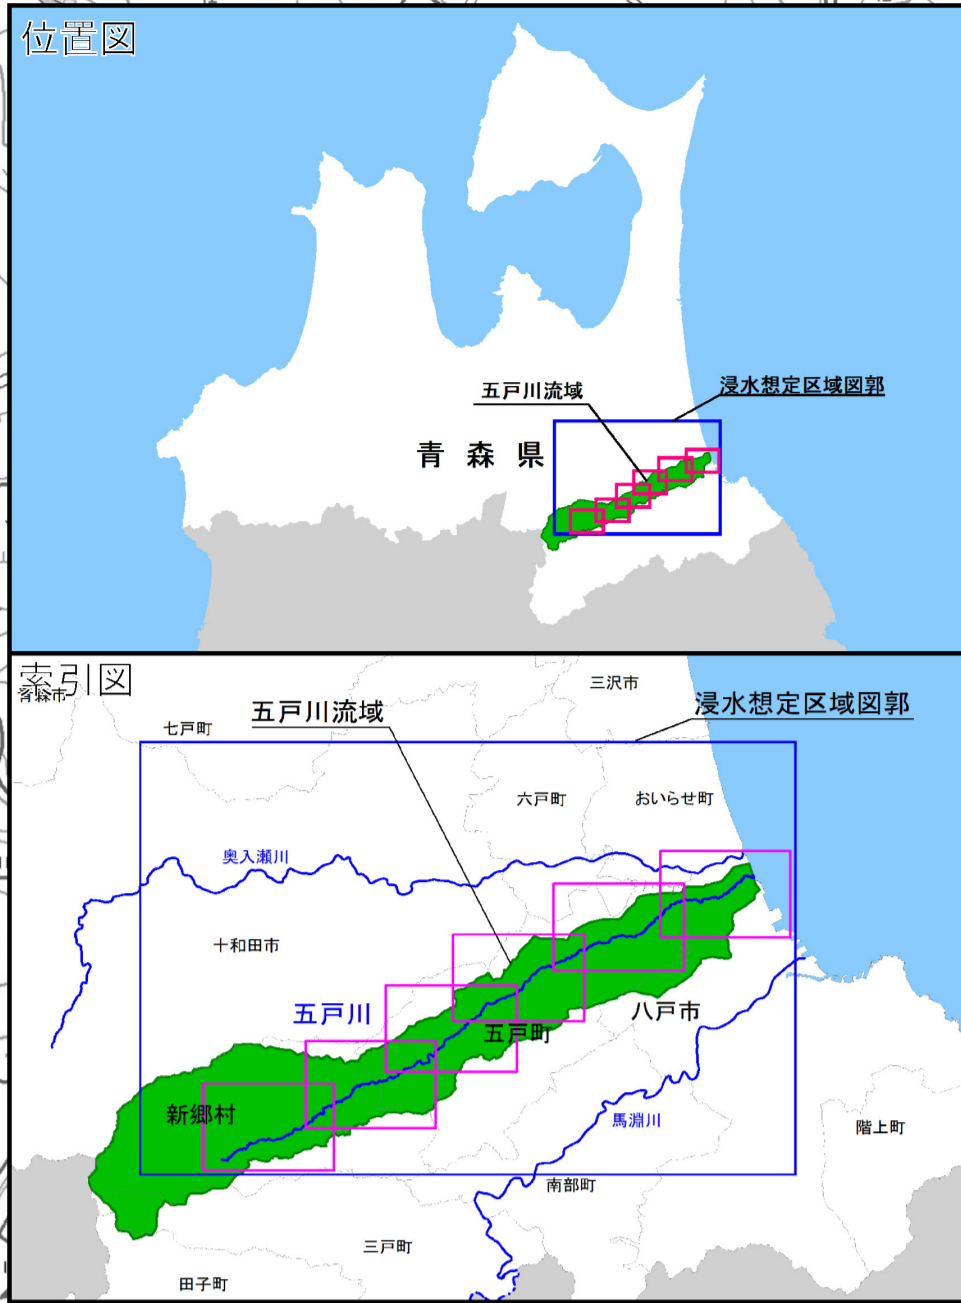 位置図
五戸川流域
浸水想定区域図郭
青森県
索引図
青森市
三沢市
七戸町
五戸川流域
浸水想定区域図郭
六戸町
おいらせ町
奥入瀬川
十和田市
五戸川
八戸市
五戸町
新郷村
馬淵川
階上町
南部町
三戸町
田子町